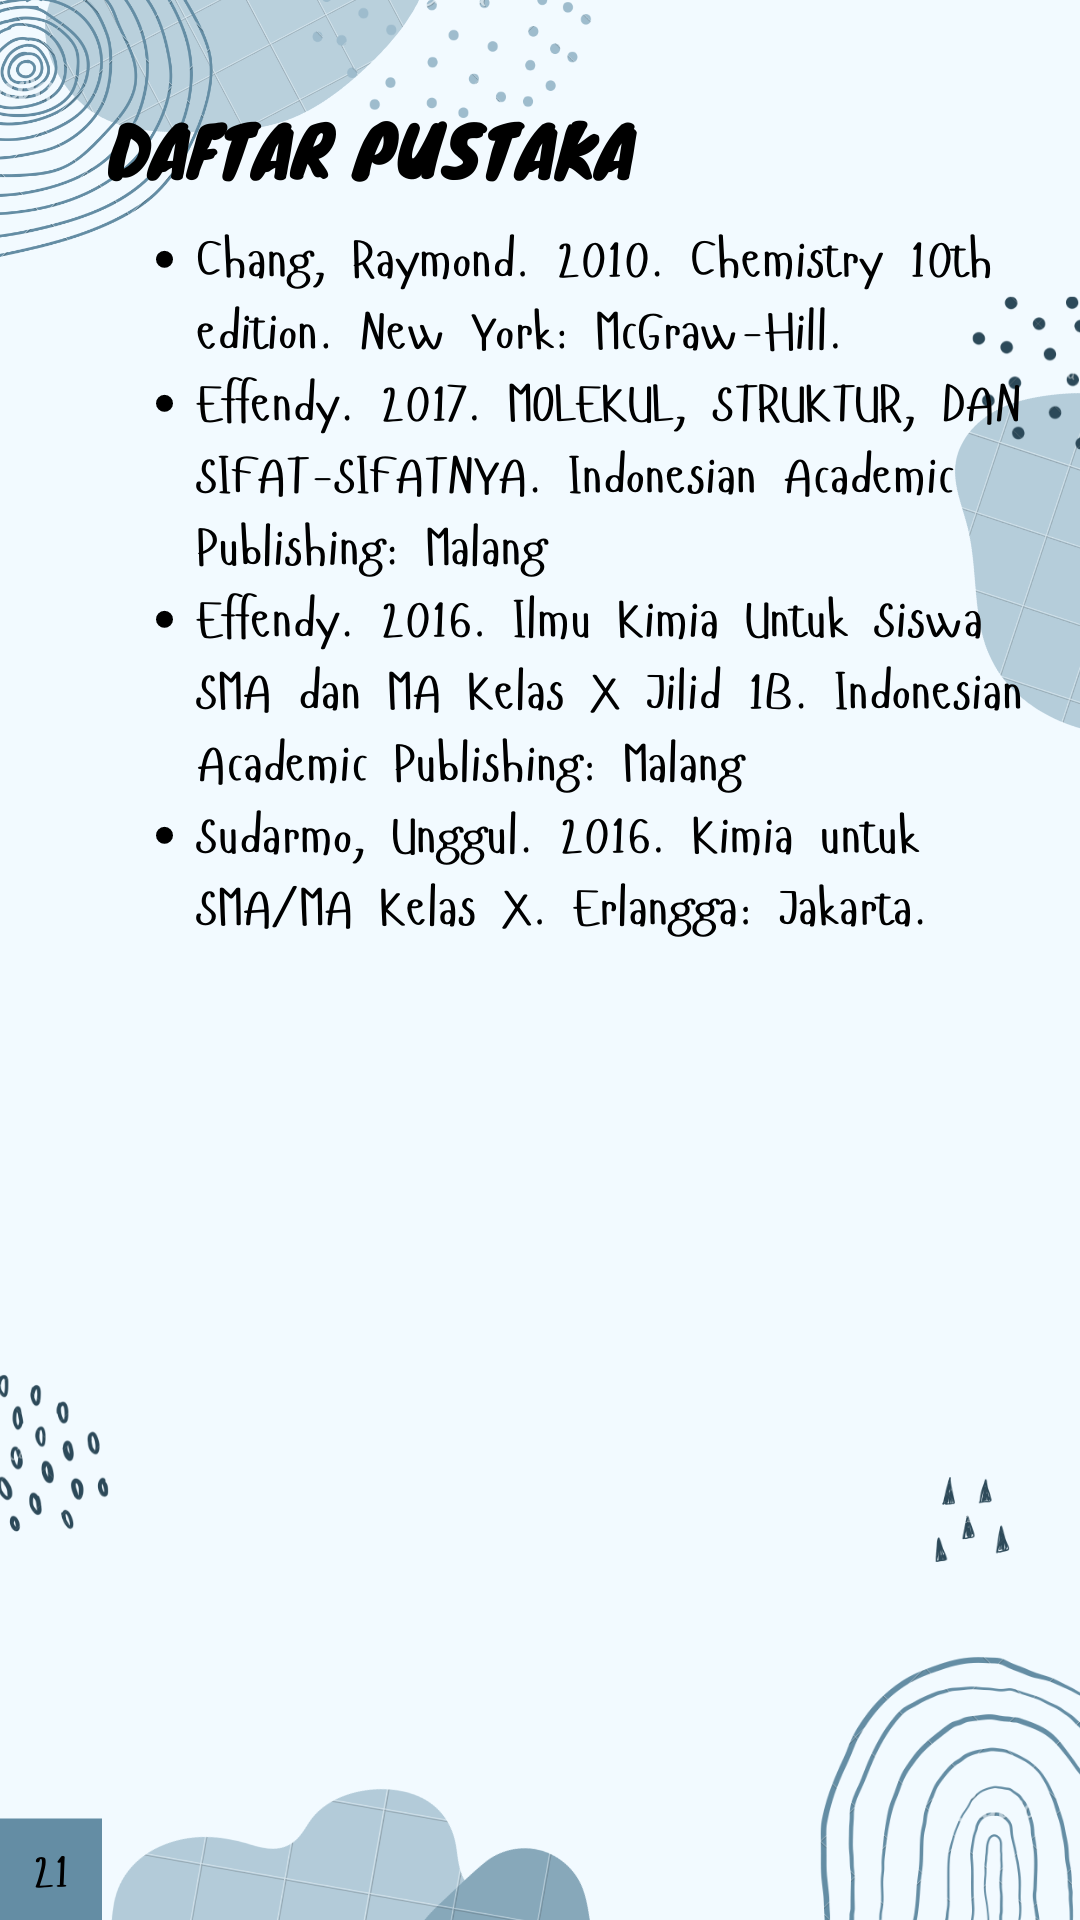 DAFTAR PUSTAKA
• Chang, Raymond. 2010. Chemistry 10th
edition. New York: McGraw-Hill.
• Effendy. 2017. MOLEKUL, STRUKTUR, DAN
SIFAT-SIFATNYA. Indonesian Academic
Publishing: Malang
• Effendy. 2016. Ilmu Kimia Untuk Siswa
SMA dan MA Kelas X Jilid 1B. Indonesian
Academic Publishing: Malang
• Sudarmo, Unggul. 2016. Kimia untuk
SMA/MA Kelas X. Erlangga: Jakarta.
21